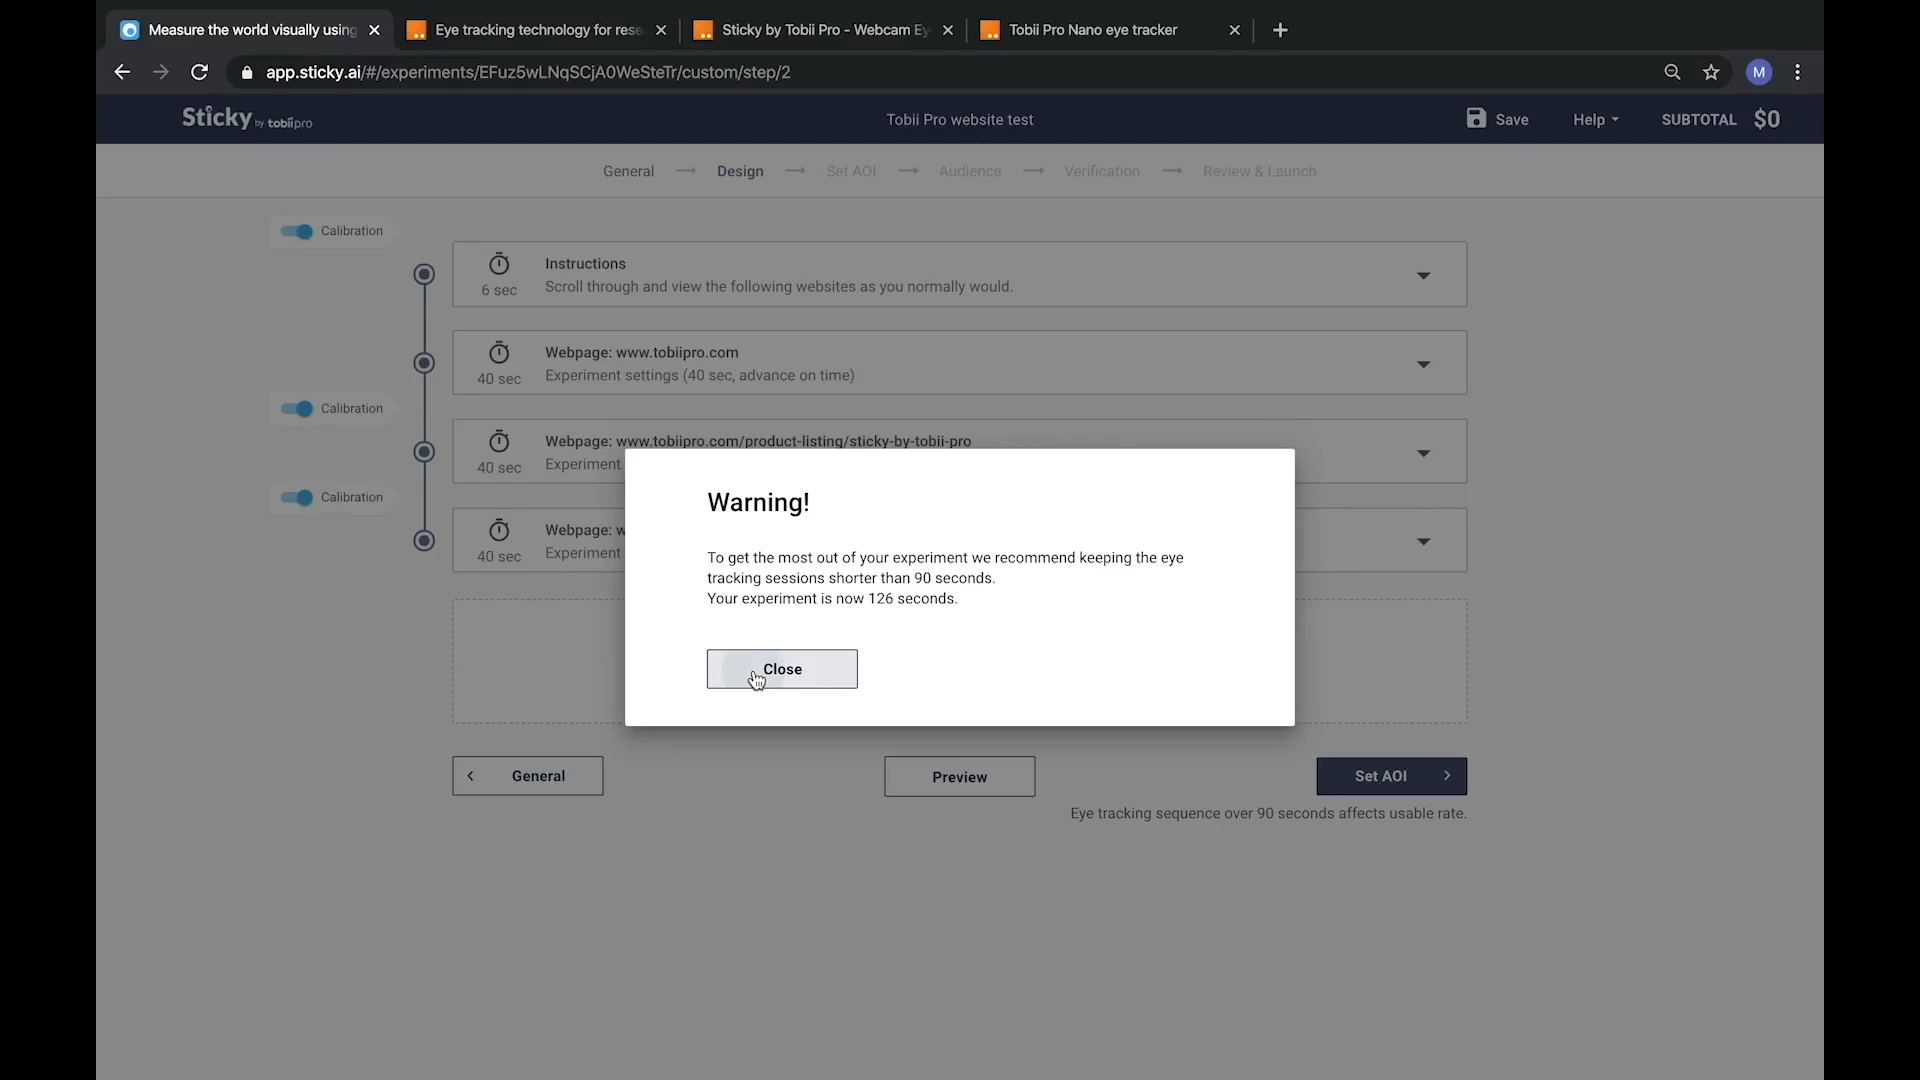 Measure the world visually using
Eye tracking technology for rese
Sticky by Tobii Pro - Webcam Ey
Tobii Pro Nano eye tracker
app.sticky.ai/#/experiments/EFuz5wLNqSCjA0WeSteTr/custom/step/2
M
Sticky by tobiipro
Tobii Pro website test
Save
Help
SUBTOTAL $0
General
Design
Set AOI
Audience
Verification
Review & Launch
Calibration
Instructions
6 sec
Scroll through and view the following websites as you normally would.
Webpage: www.tobiipro.com
40 sec
Experiment settings (40 sec, advance on time)
Calibration
Webpage: www.tobiipro.com/product-listing/sticky-by-tobii-pro
40 sec
Experiment
Calibration
Webpage: w
40 sec
Experiment
Warning!
To get the most out of your experiment we recommend keeping the eye
tracking sessions shorter than 90 seconds.
Your experiment is now 126 seconds.
Close
General
Preview
Set AOI
Eye tracking sequence over 90 seconds affects usable rate.